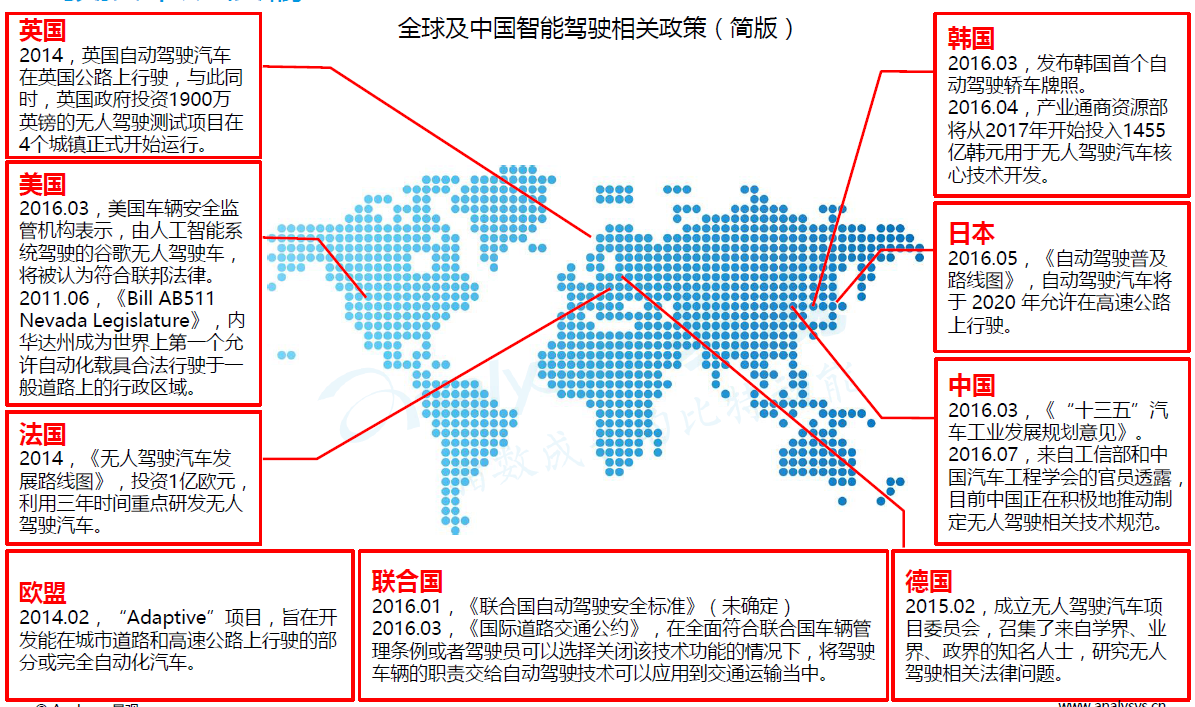 全球及中国智能驾驶相关政策（简版）
英国
2014，英国自动驾驶汽车
在英国公路上行驶，与此同
时，英国政府投资1900万
英镑的无人驾驶测试项目在
4个城镇正式开始运行。
美国
2016.03，美国车辆安全监
管机构表示，由人工智能系
统驾驶的谷歌无人驾驶车，
将被认为符合联邦法律。
2011.06，《Bill AB511
Nevada Legislature》，内
华达州成为世界上第一个允
许自动化载具合法行驶于一
般道路上的行政区域。
法国
2014，《无人驾驶汽车发
展路线图》，投资1亿欧元，
利用三年时间重点研发无人
驾驶汽车。
韩国
2016.03，发布韩国首个自
动驾驶轿车牌照。
2016.04，产业通商资源部
将从2017年开始投入1455
亿韩元用于无人驾驶汽车核
心技术开发。
日本
2016.05，《自动驾驶普及
路线图》，自动驾驶汽车将
于 2020 年允许在高速公路
上行驶。
中国
2016.03，《“十三五”汽
车工业发展规划意见》。
2016.07，来自工信部和中
国汽车工程学会的官员透露，
目前中国正在积极地推动制
定无人驾驶相关技术规范。
欧盟
2014.02，“Adaptive”项目，旨在开
发能在城市道路和高速公路上行驶的部
分或完全自动化汽车。
联合国
2016.01，《联合国自动驾驶安全标准》（未确定）
2016.03，《国际道路交通公约》，在全面符合联合国车辆管
理条例或者驾驶员可以选择关闭该技术功能的情况下，将驾驶
车辆的职责交给自动驾驶技术可以应用到交通运输当中。
德国
2015.02，成立无人驾驶汽车项
目委员会，召集了来自学界、业
界、政界的知名人士，研究无人
驾驶相关法律问题。
www.analysys.cn